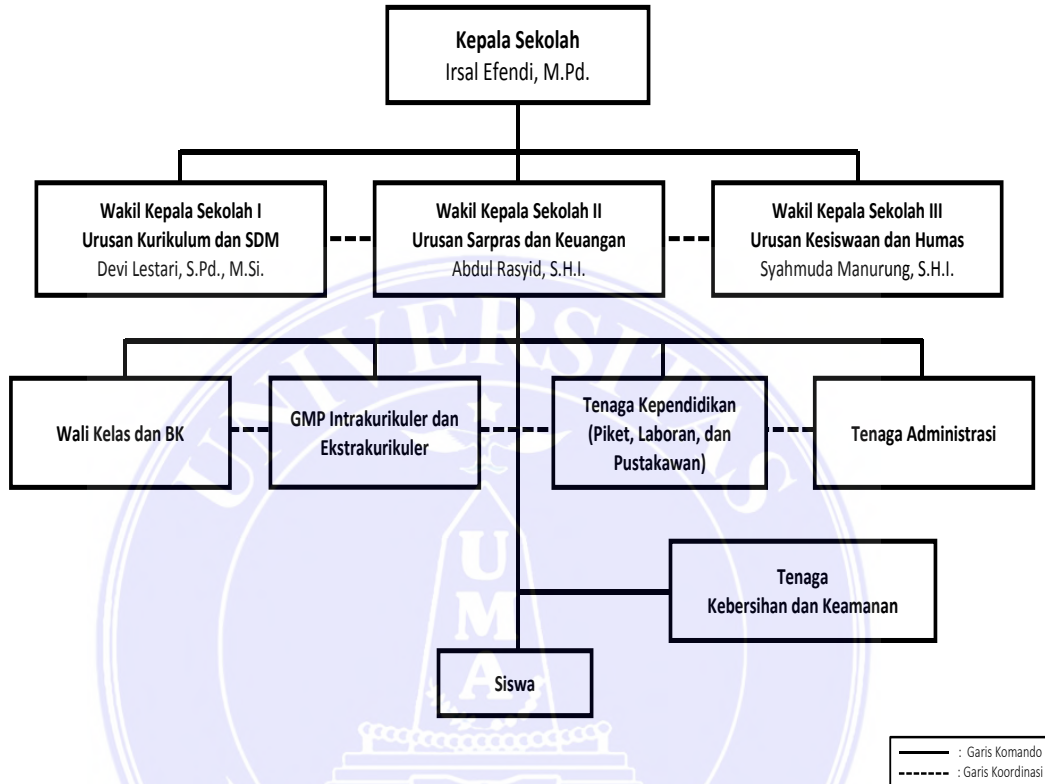 Kepala Sekolah
Irsal Efendi, M.Pd.
Wakil Kepala Sekolah I
Urusan Kurikulum dan SDM
Devi Lestari, S.Pd., M.Si.
Wakil Kepala Sekolah II
Urusan Sarpras dan Keuangan
Abdul Rasyid, S.H.I.
Wakil Kepala Sekolah III
Urusan Kesiswaan dan Humas
Syahmuda Manurung, S.H.I.
Wali Kelas dan BK
GMP Intrakurikuler dan
Ekstrakurikuler
Tenaga Kependidikan
(Piket, Laboran, dan
Pustakawan)
Tenaga Administrasi
Tenaga
Kebersihan dan Keamanan
Siswa
: Garis Komando
: Garis Koordinasi
UNIVERSITAS
UMA